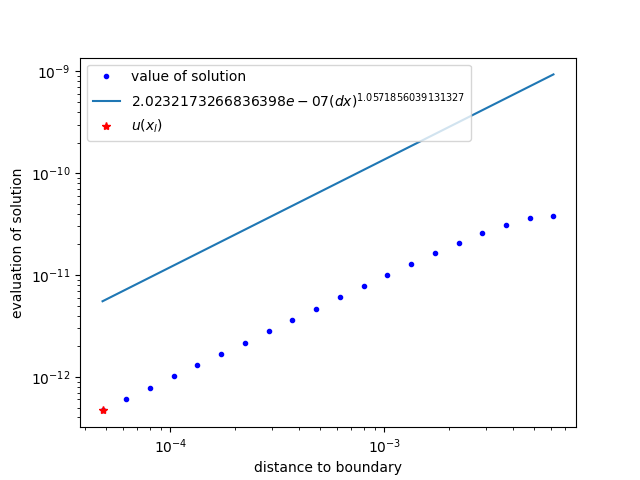 10⁻⁹
10⁻¹⁰
10⁻¹¹
10⁻¹²
evaluation of solution
value of solution
2.0232173266836398e − 07(dx)^1.0571856039131327
u(x_l)
10⁻⁴
10⁻³
distance to boundary